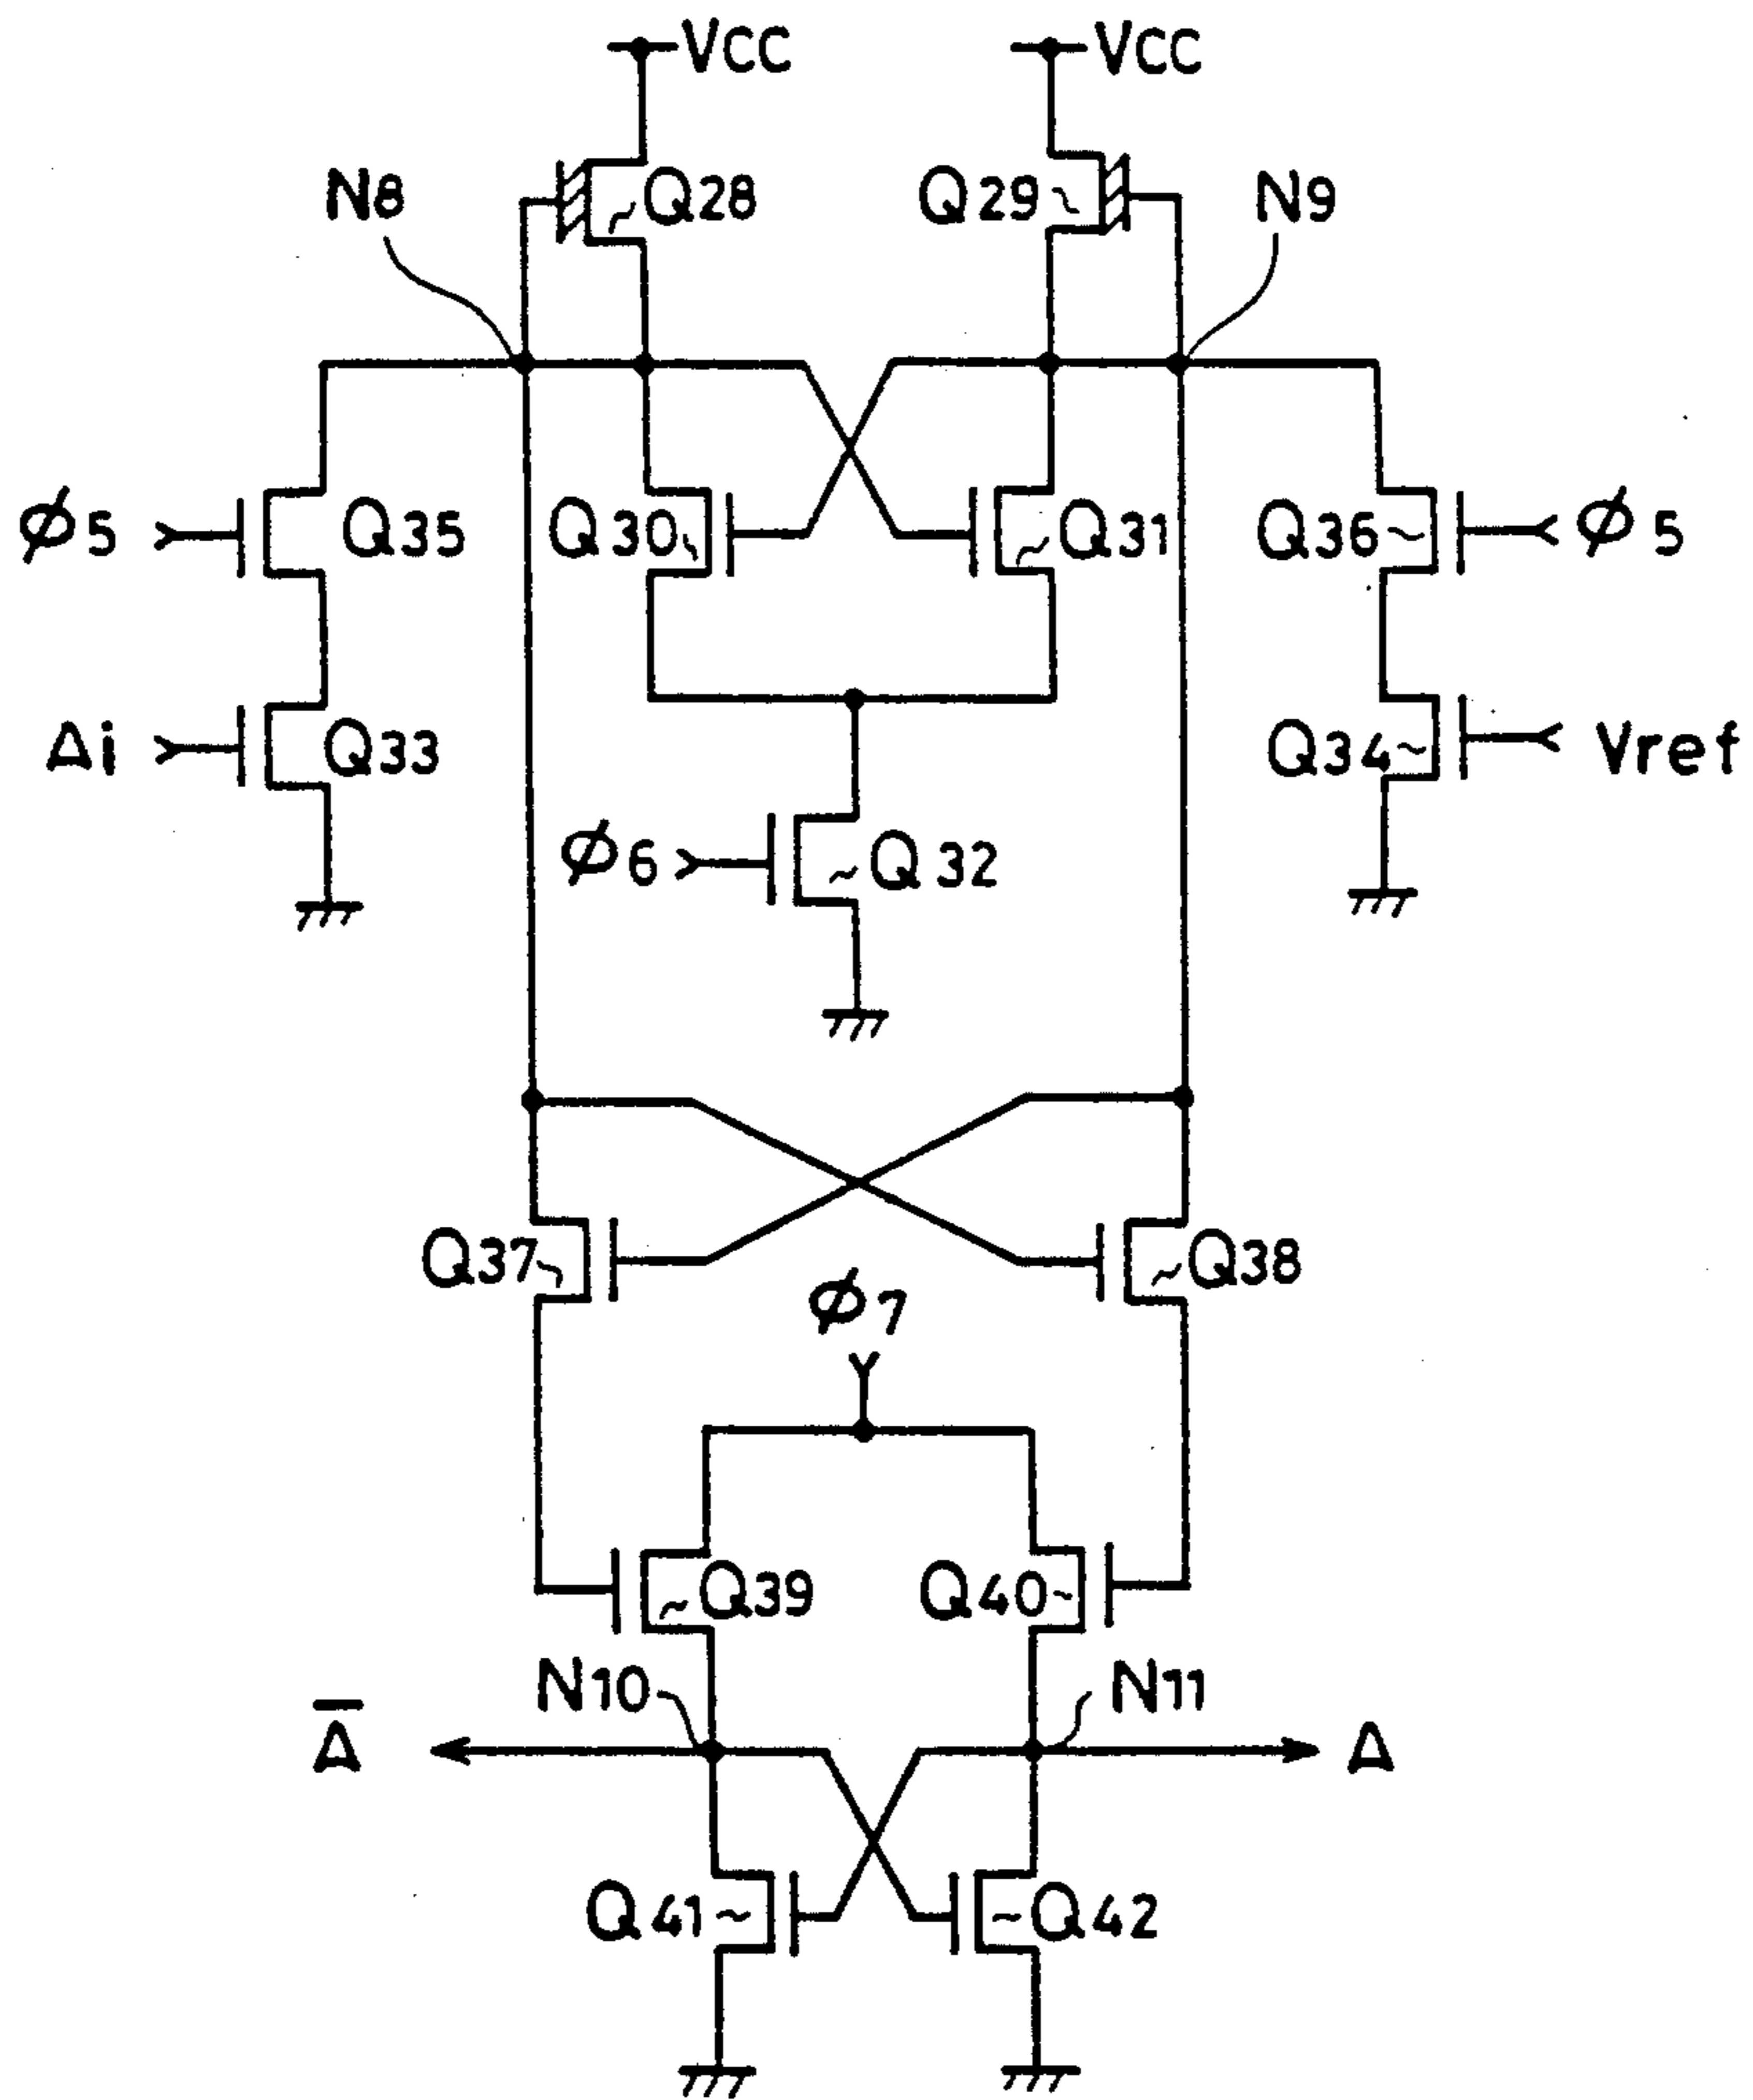 VCC VCC
N8 Q28 Q29 N9
ϕ5 Q35 Q30 Q31 Q36 ϕ5
Ai Q33 Q34 Vref
ϕ6 Q32
Q37 Q38
ϕ7
Q39 Q40
N10 N11
A̅ A
Q41 Q42